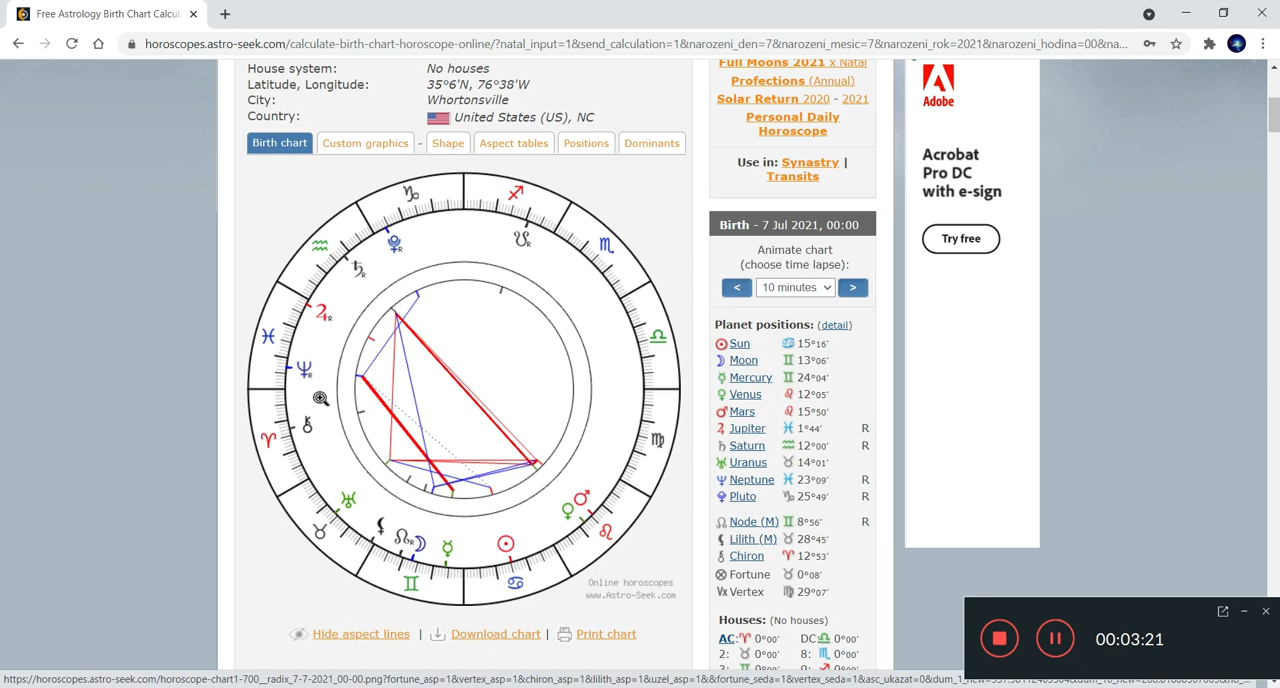 Free Astrology Birth Chart Calcul
horoscopes.astro-seek.com/calculate-birth-chart-horoscope-online/?natal_input=1&send_calculation=1&narozeni_den=7&narozeni_mesic=7&narozeni_rok=2021&narozeni_hodina=00&na...
House system: No houses
Latitude, Longitude: 35°6'N, 76°38'W
City: Whortonsville
Country: United States (US), NC
Birth chart Custom graphics - Shape Aspect tables Positions Dominants
Online horoscopes
www.Astro-Seek.com
Hide aspect lines | Download chart | Print chart
Full Moons 2021 x Natal
Profections (Annual)
Solar Return 2020 - 2021
Personal Daily
Horoscope
Use in: Synastry |
Transits
Birth - 7 Jul 2021, 00:00
Animate chart
(choose time lapse):
< 10 minutes >
Planet positions: (detail)
Sun 15°16'
Moon 13°06'
Mercury 24°04'
Venus 12°05'
Mars 15°50'
Jupiter 1°44' R
Saturn 12°00' R
Uranus 14°01'
Neptune 23°09' R
Pluto 25°49' R
Node (M) 8°56' R
Lilith (M) 28°45'
Chiron 12°53'
Fortune 0°08'
Vx Vertex 29°07'
Houses: (No houses)
AC: 0°00' DC: 0°00'
2: 0°00' 8: 0°00'
Adobe
Acrobat
Pro DC
with e-sign
Try free
00:03:21